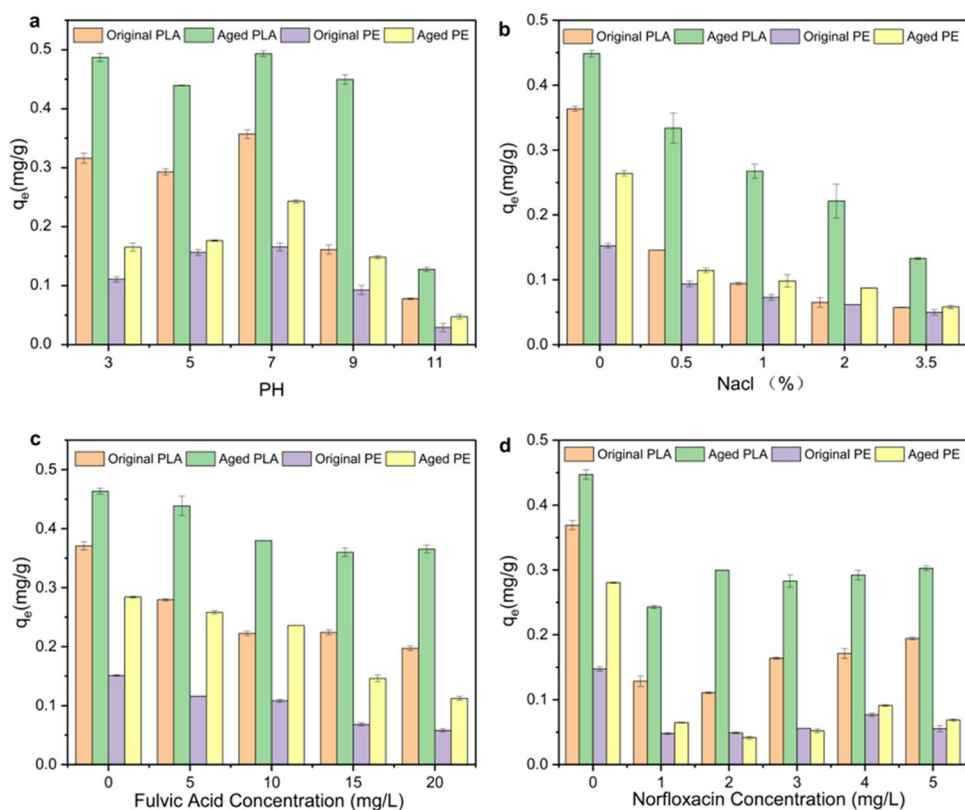 a
Original PLA Aged PLA Original PE Aged PE
0.5
0.4
0.3
0.2
0.1
0.0
qe(mg/g)
3 5 7 9 11
PH
b
Original PLA Aged PLA Original PE Aged PE
0.5
0.4
0.3
0.2
0.1
0.0
qe(mg/g)
0 0.5 1 2 3.5
Nacl （%）
c
Original PLA Aged PLA Original PE Aged PE
0.5
0.4
0.3
0.2
0.1
0.0
qe(mg/g)
0 5 10 15 20
Fulvic Acid Concentration (mg/L)
d
Original PLA Aged PLA Original PE Aged PE
0.5
0.4
0.3
0.2
0.1
0.0
qe(mg/g)
0 1 2 3 4 5
Norfloxacin Concentration (mg/L)